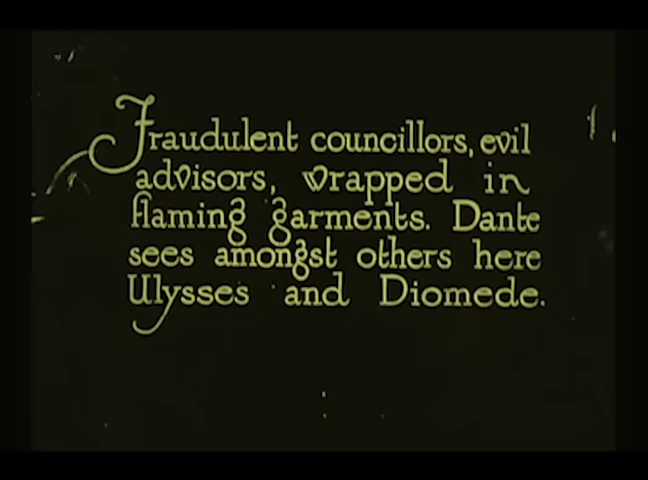 Fraudulent councillors, evil
advisors, wrapped in
flaming garments. Dante
sees amongst others here
Ulysses and Diomede.